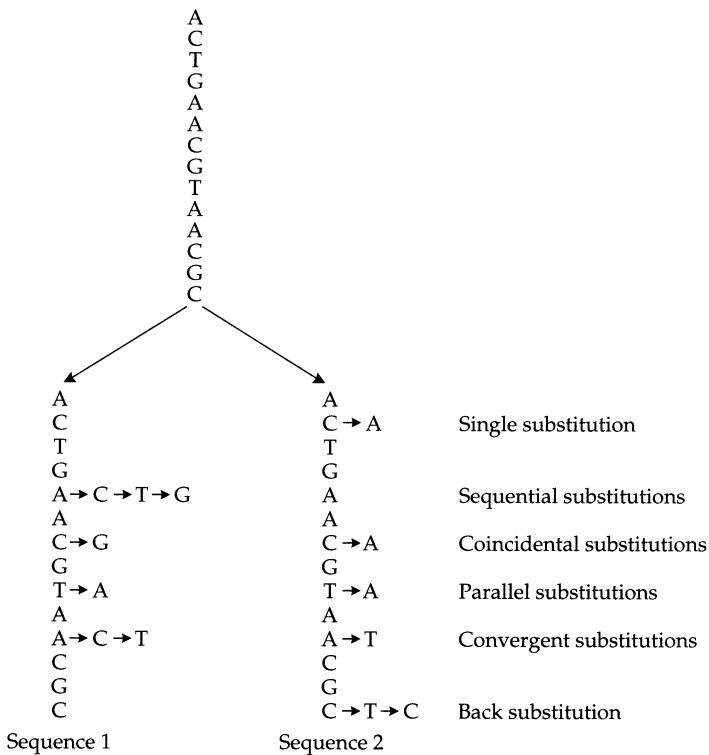 A
C
T
G
A
A
C
G
T
A
A
C
G
C
A A
C C → A Single substitution
T T
G G
A → C → T → G A Sequential substitutions
A A
C → G C → A Coincidental substitutions
G G
T → A T → A Parallel substitutions
A A
A → C → T A → T Convergent substitutions
C C
G G
C C → T → C Back substitution
Sequence 1 Sequence 2